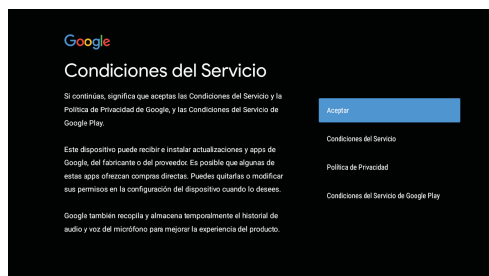 Google
Condiciones del Servicio
Si continúas, significa que aceptas las Condiciones del Servicio y la
Política de Privacidad de Google, y las Condiciones del Servicio de
Google Play.
Este dispositivo puede recibir e instalar actualizaciones y apps de
Google, del fabricante o del proveedor. Es posible que algunas de
estas apps ofrezcan compras directas. Puedes quitarlas o modificar
sus permisos en la configuración del dispositivo cuando lo desees.
Google también recopila y almacena temporalmente el historial de
audio y voz del micrófono para mejorar la experiencia del producto.
Aceptar
Condiciones del Servicio
Política de Privacidad
Condiciones del Servicio de Google Play